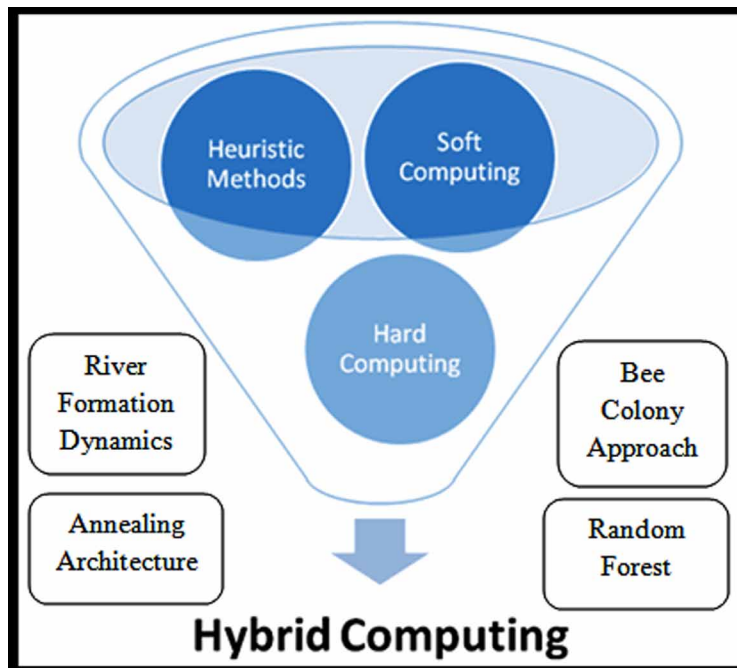 Heuristic
Methods
Soft
Computing
Hard
Computing
River
Formation
Dynamics
Bee
Colony
Approach
Annealing
Architecture
Random
Forest
Hybrid Computing